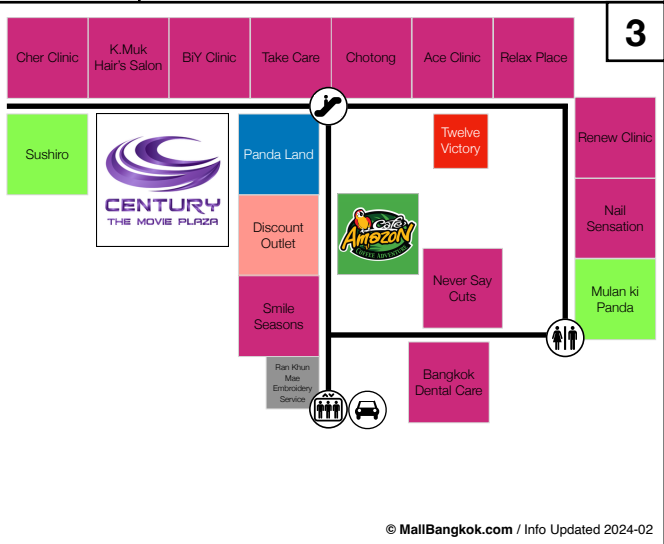 3
Cher Clinic
K.Muk
Hair's Salon
BiY Clinic
Take Care
Chotong
Ace Clinic
Relax Place
Sushiro
CENTURY
THE MOVIE PLAZA
Panda Land
Twelve
Victory
Renew Clinic
Discount
Outlet
Café
Amazon
COFFEE ADVENTURE
Nail
Sensation
Never Say
Cuts
Smile
Seasons
Mulan ki
Panda
Ran Khun
Mae
Embroidery
Service
Bangkok
Dental Care
© MallBangkok.com / Info Updated 2024-02